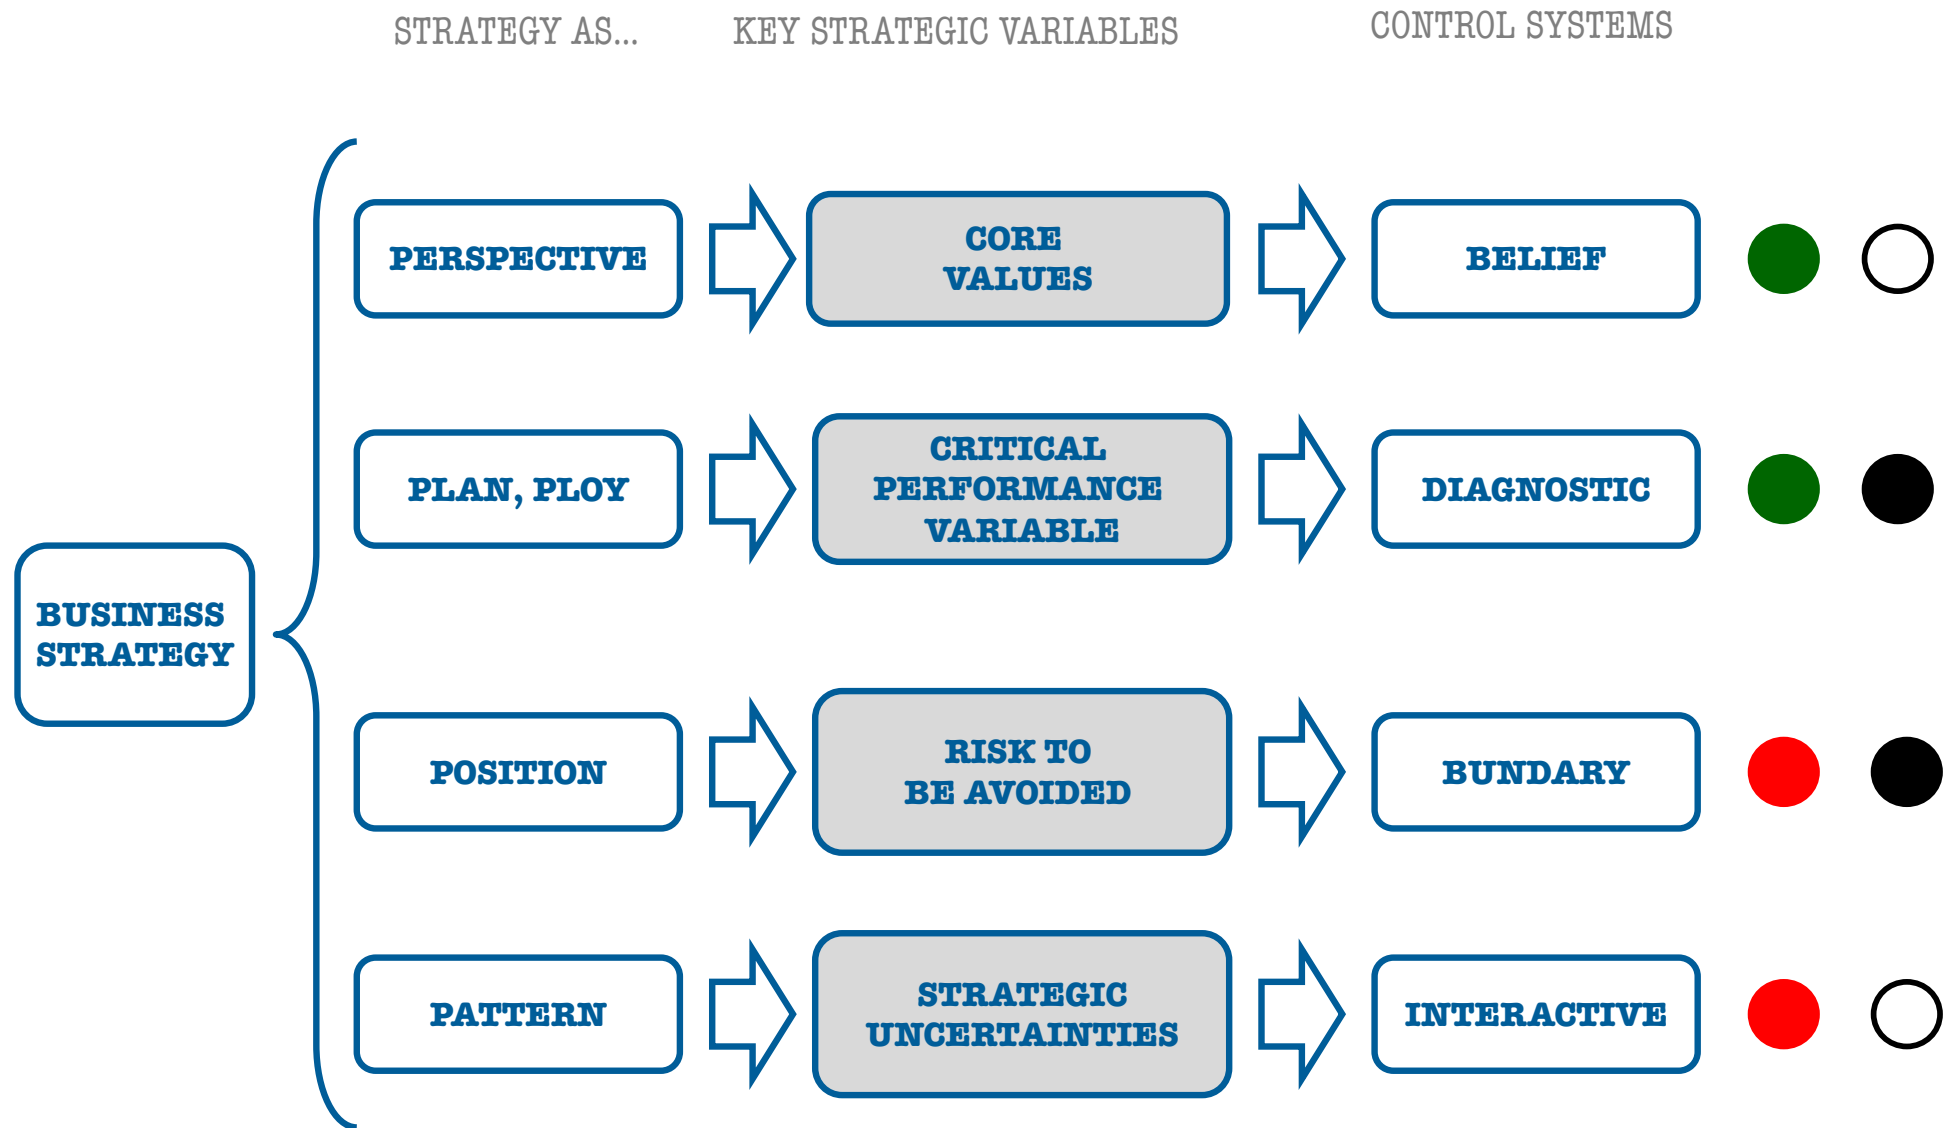 STRATEGY AS...
KEY STRATEGIC VARIABLES
CONTROL SYSTEMS
PERSPECTIVE
CORE
VALUES
BELIEF
PLAN, PLOY
CRITICAL
PERFORMANCE
VARIABLE
DIAGNOSTIC
BUSINESS
STRATEGY
POSITION
RISK TO
BE AVOIDED
BUNDARY
PATTERN
STRATEGIC
UNCERTAINTIES
INTERACTIVE